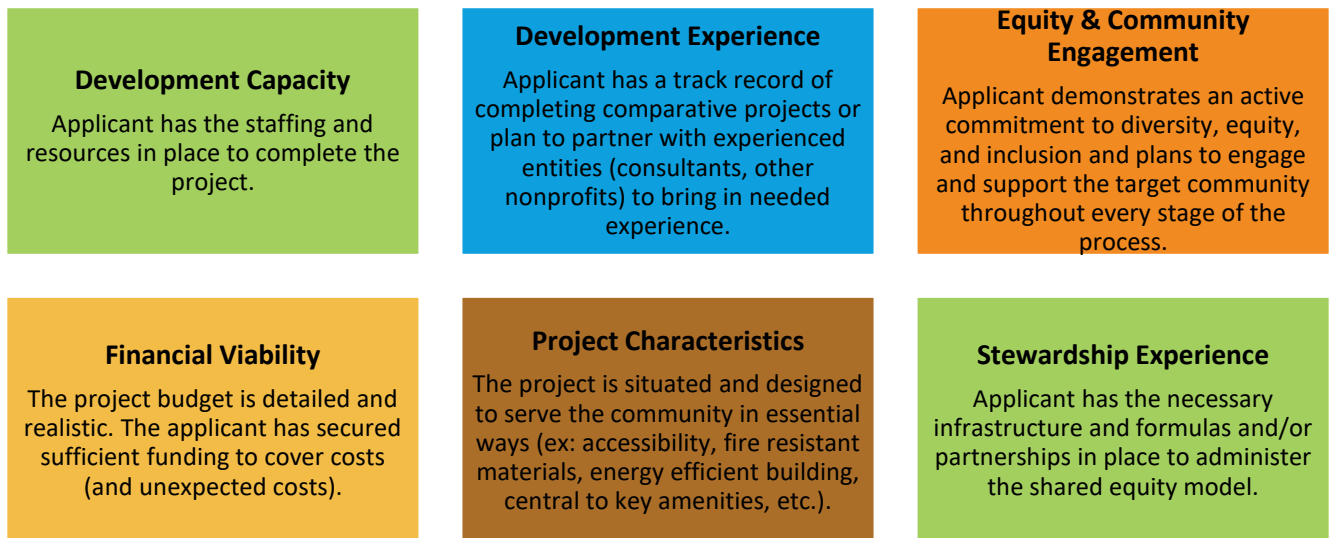 Development Capacity
Applicant has the staffing and
resources in place to complete the
project.
Development Experience
Applicant has a track record of
completing comparative projects or
plan to partner with experienced
entities (consultants, other
nonprofits) to bring in needed
experience.
Equity & Community
Engagement
Applicant demonstrates an active
commitment to diversity, equity,
and inclusion and plans to engage
and support the target community
throughout every stage of the
process.
Financial Viability
The project budget is detailed and
realistic. The applicant has secured
sufficient funding to cover costs
(and unexpected costs).
Project Characteristics
The project is situated and designed
to serve the community in essential
ways (ex: accessibility, fire resistant
materials, energy efficient building,
central to key amenities, etc.).
Stewardship Experience
Applicant has the necessary
infrastructure and formulas and/or
partnerships in place to administer
the shared equity model.